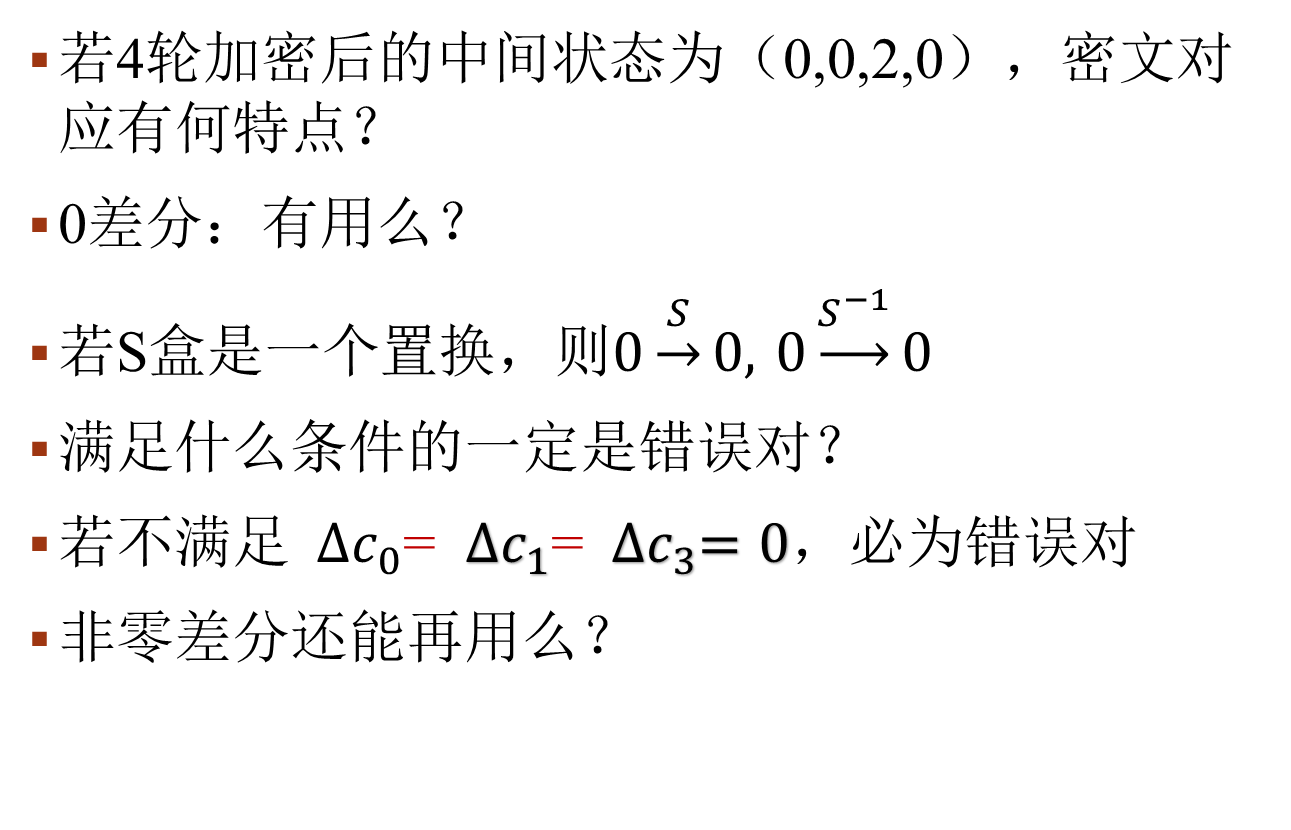 ▪若4轮加密后的中间状态为（0,0,2,0），密文对
应有何特点？
▪0差分：有用么？
▪若S盒是一个置换，则0 \xrightarrow{S} 0, 0 \xrightarrow{S^{-1}} 0
▪满足什么条件的一定是错误对？
▪若不满足 Δc₀= Δc₁= Δc₃= 0，必为错误对
▪非零差分还能再用么？